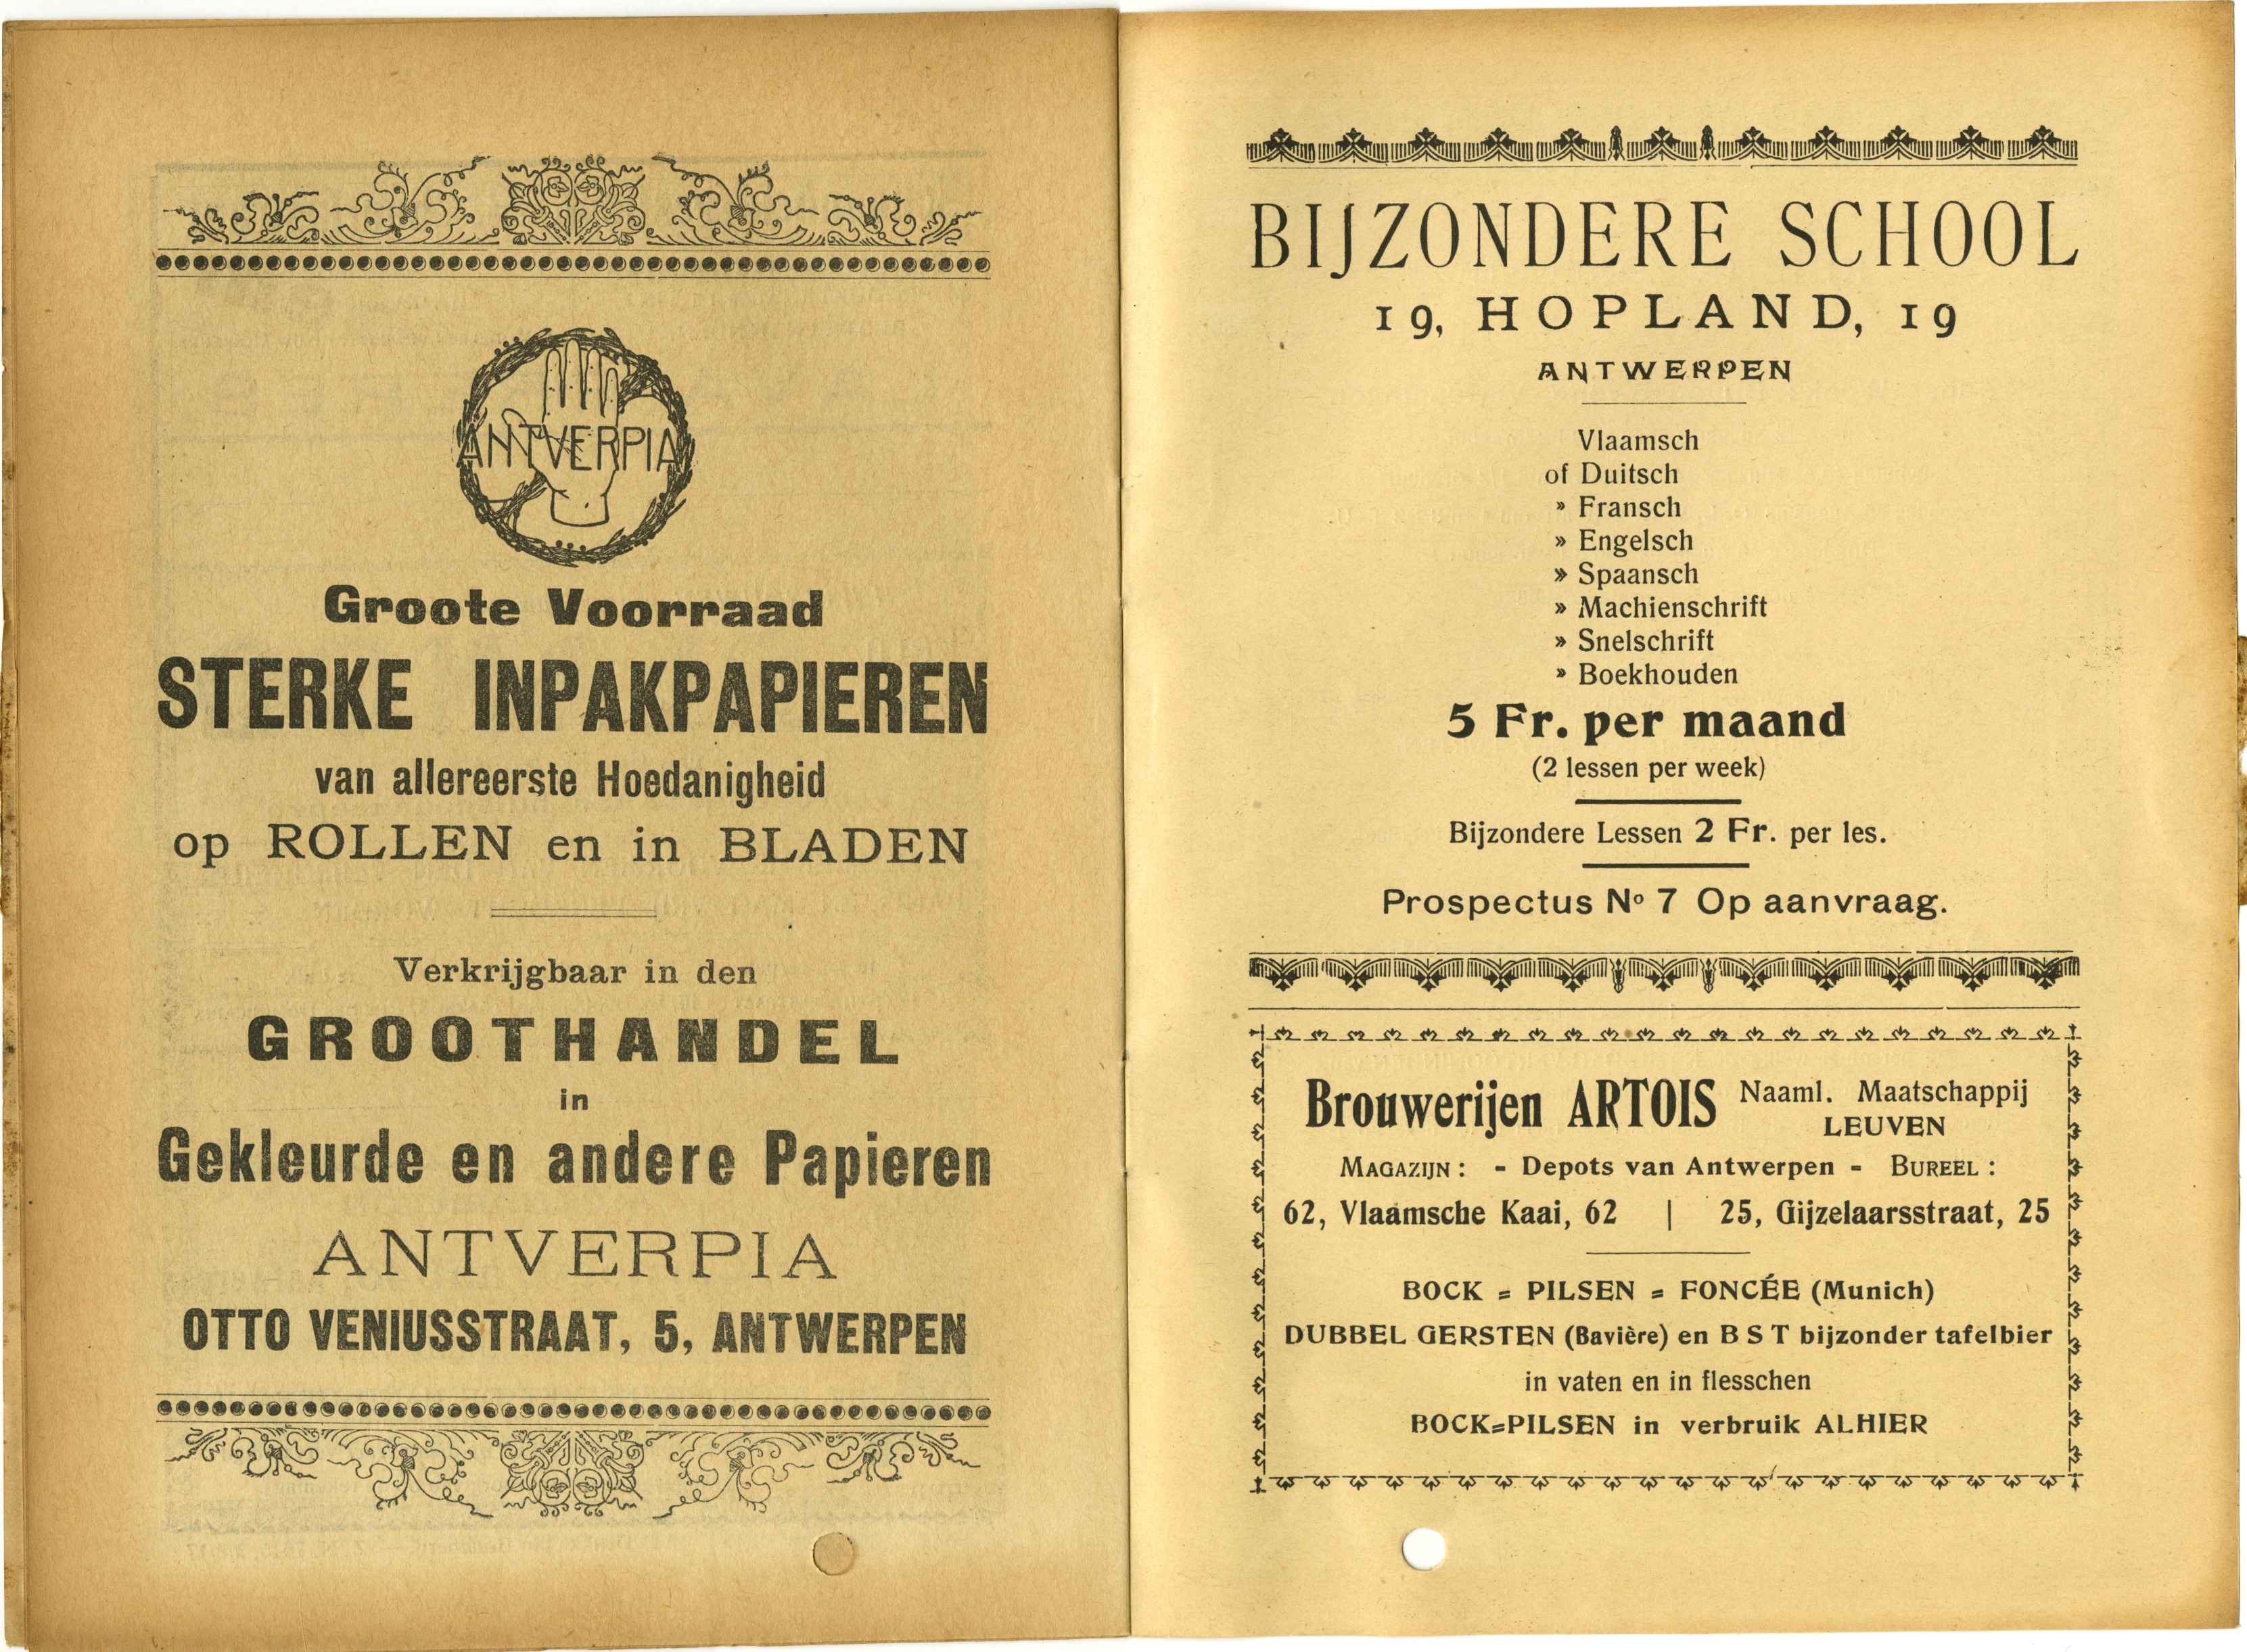 ANTVERPIA
Groote Voorraad
STERKE INPAKPAPIEREN
van allereerste Hoedanigheid
op ROLLEN en in BLADEN
Verkrijgbaar in den
GROOTHANDEL
in
Gekleurde en andere Papieren
ANTVERPIA
OTTO VENIUSSTRAAT, 5, ANTWERPEN
BIJZONDERE SCHOOL
19, HOPLAND, 19
ANTWERPEN
Vlaamsch
of Duitsch
» Fransch
» Engelsch
» Spaansch
» Machienschrift
» Snelschrift
» Boekhouden
5 Fr. per maand
(2 lessen per week)
Bijzondere Lessen 2 Fr. per les.
Prospectus Nº 7 Op aanvraag.
Brouwerijen ARTOIS Naaml. Maatschappij
LEUVEN
MAGAZIJN : - Depots van Antwerpen - BUREEL :
62, Vlaamsche Kaai, 62 | 25, Gijzelaarsstraat, 25
BOCK = PILSEN = FONCÉE (Munich)
DUBBEL GERSTEN (Bavière) en B S T bijzonder tafelbier
in vaten en in flesschen
BOCK=PILSEN in verbruik ALHIER